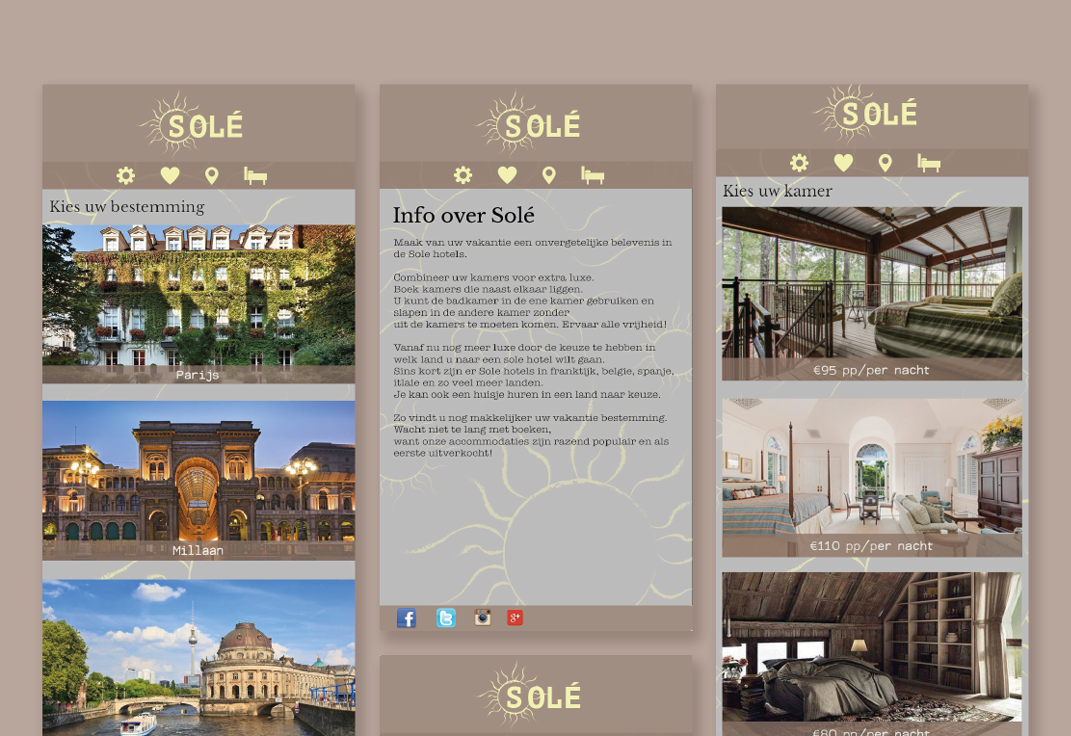 SOLÉ
Kies uw bestemming
Parijs
Millaan
SOLÉ
Info over Solé
Maak van uw vakantie een onvergetelijke belevenis in
de Sole hotels.
Combineer uw kamers voor extra luxe.
Boek kamers die naast elkaar liggen.
U kunt de badkamer in de ene kamer gebruiken en
slapen in de andere kamer zonder
uit de kamers te moeten komen. Ervaar alle vrijheid!
Vanaf nu nog meer luxe door de keuze te hebben in
welk land u naar een sole hotel wilt gaan.
Sins kort zijn er Sole hotels in franktijk, belgie, spanje,
itlale en zo veel meer landen.
Je kan ook een huisje huren in een land naar keuze.
Zo vindt u nog makkelijker uw vakantie bestemming.
Wacht niet te lang met boeken,
want onze accommodaties zijn razend populair en als
eerste uitverkocht!
SOLÉ
SOLÉ
Kies uw kamer
€95 pp/per nacht
€110 pp/per nacht
€80 pp/per nacht